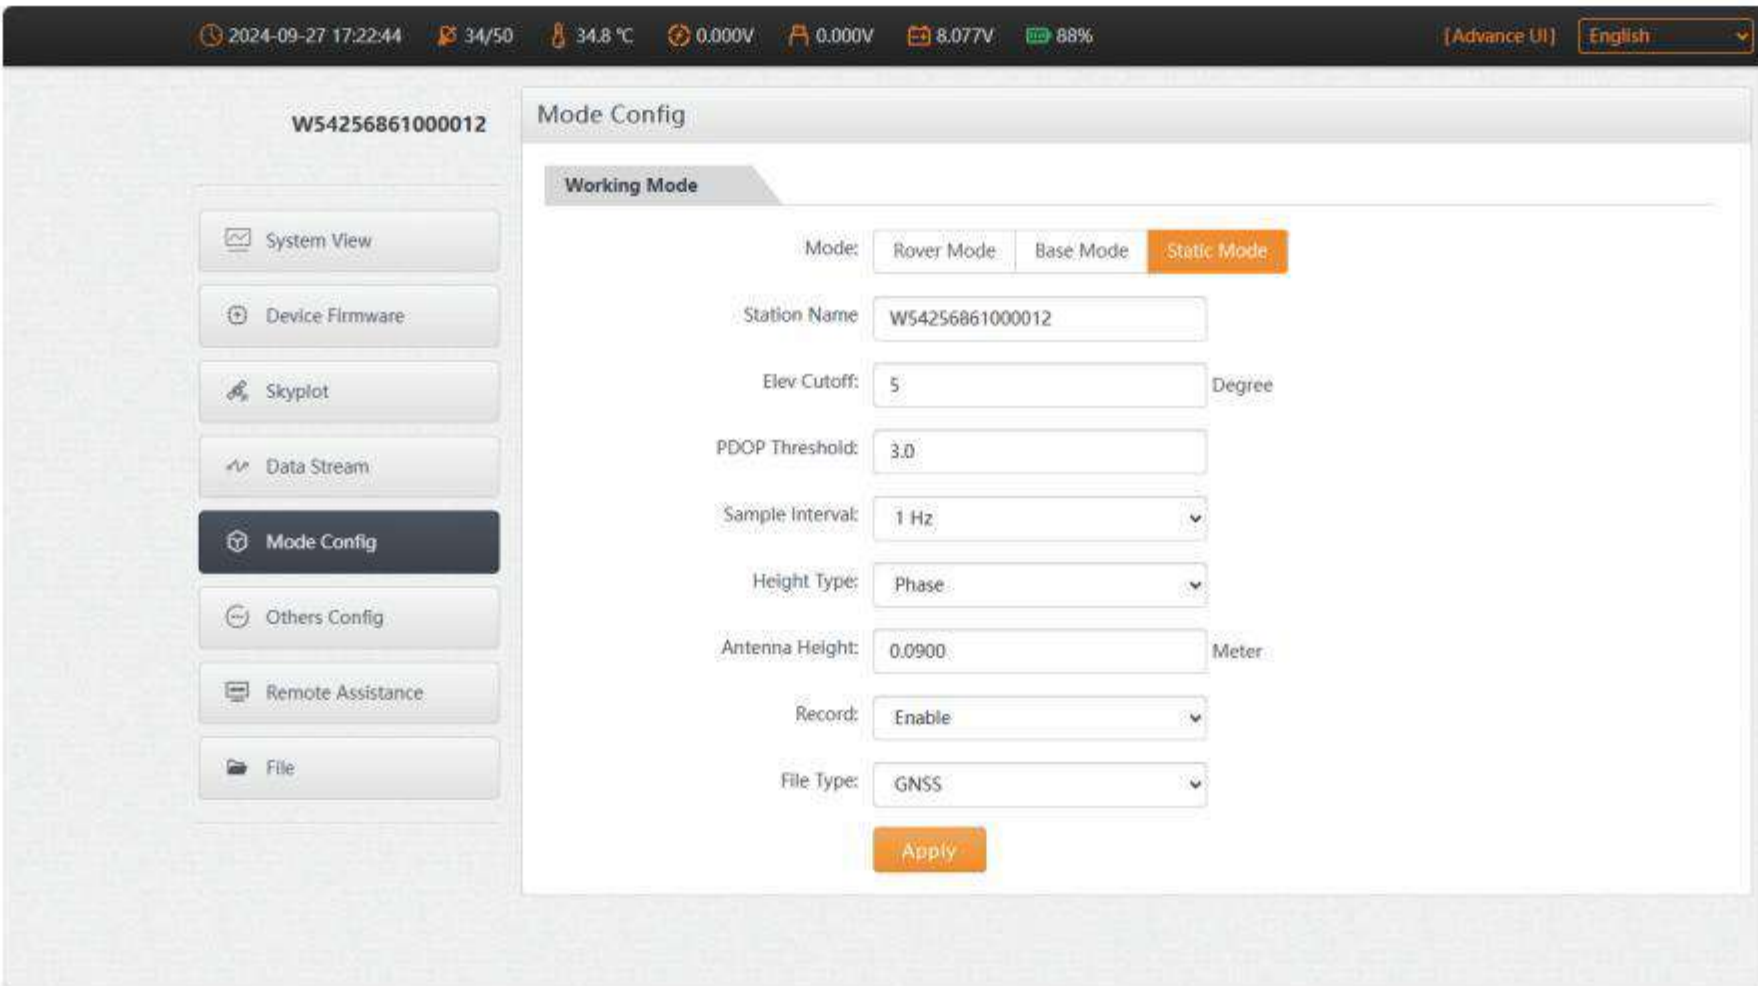 2024-09-27 17:22:44 34/50 34.8 ℃ 0.000V 0.000V 8.077V 88% [Advance UI] English
W54256861000012
System View
Device Firmware
Skyplot
Data Stream
Mode Config
Others Config
Remote Assistance
File
Mode Config
Working Mode
Mode: Rover Mode Base Mode Static Mode
Station Name W54256861000012
Elev Cutoff: 5 Degree
PDOP Threshold: 3.0
Sample Interval: 1 Hz
Height Type: Phase
Antenna Height: 0.0900 Meter
Record: Enable
File Type: GNSS
Apply